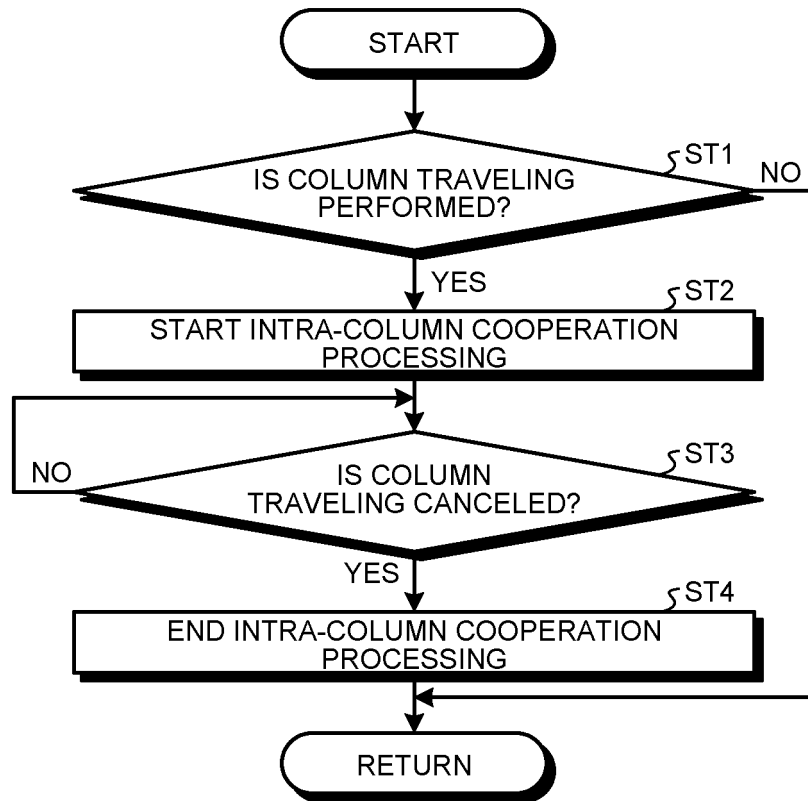 START
ST1
IS COLUMN TRAVELING
PERFORMED?
NO
YES
ST2
START INTRA-COLUMN COOPERATION
PROCESSING
NO
ST3
IS COLUMN
TRAVELING CANCELED?
YES
ST4
END INTRA-COLUMN COOPERATION
PROCESSING
RETURN